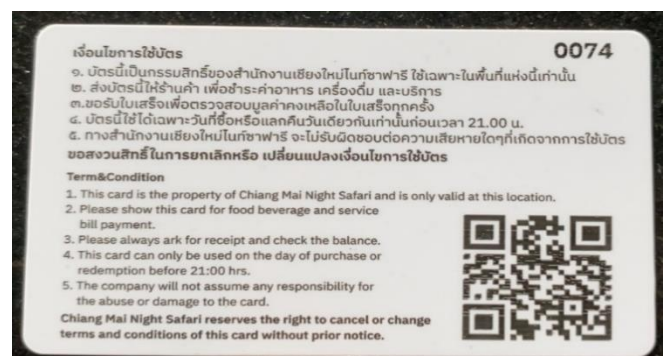 เงื่อนไขการใช้บัตร
0074
๑. บัตรนี้เป็นกรรมสิทธิ์ของสำนักงานเชียงใหม่ไนท์ซาฟารี ใช้เฉพาะในพื้นที่แห่งนี้เท่านั้น
๒. ส่งบัตรนี้ให้ร้านค้า เพื่อชำระค่าอาหาร เครื่องดื่ม และบริการ
๓.ขอรับใบเสร็จเพื่อตรวจสอบมูลค่าคงเหลือในใบเสร็จทุกครั้ง
๔. บัตรนี้ใช้ได้เฉพาะวันที่ซื้อหรือแลกคืนวันเดียวกันเท่านั้นก่อนเวลา 21.00 น.
๕. ทางสำนักงานเชียงใหม่ไนท์ซาฟารี จะไม่รับผิดชอบต่อความเสียหายใดๆที่เกิดจากการใช้บัตร
ขอสงวนสิทธิ์ในการยกเลิกหรือ เปลี่ยนแปลงเงื่อนไขการใช้บัตร
Term&Condition
1. This card is the property of Chiang Mai Night Safari and is only valid at this location.
2. Please show this card for food beverage and service
bill payment.
3. Please always ark for receipt and check the balance.
4. This card can only be used on the day of purchase or
redemption before 21:00 hrs.
5. The company will not assume any responsibility for
the abuse or damage to the card.
Chiang Mai Night Safari reserves the right to cancel or change
terms and conditions of this card without prior notice.